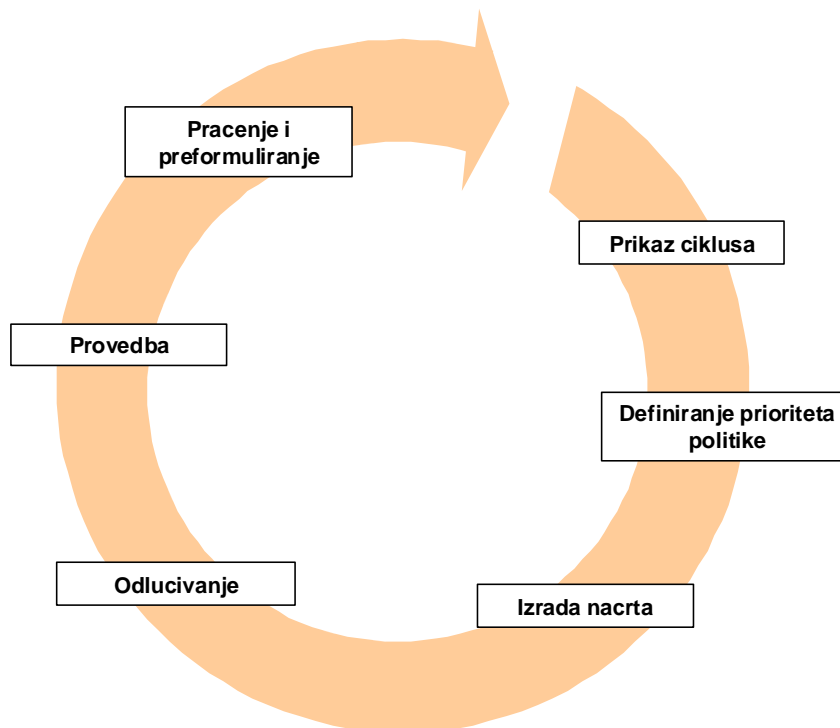 Pracenje i
preformuliranje
Prikaz ciklusa
Provedba
Definiranje prioriteta
politike
Odlucivanje
Izrada nacrta